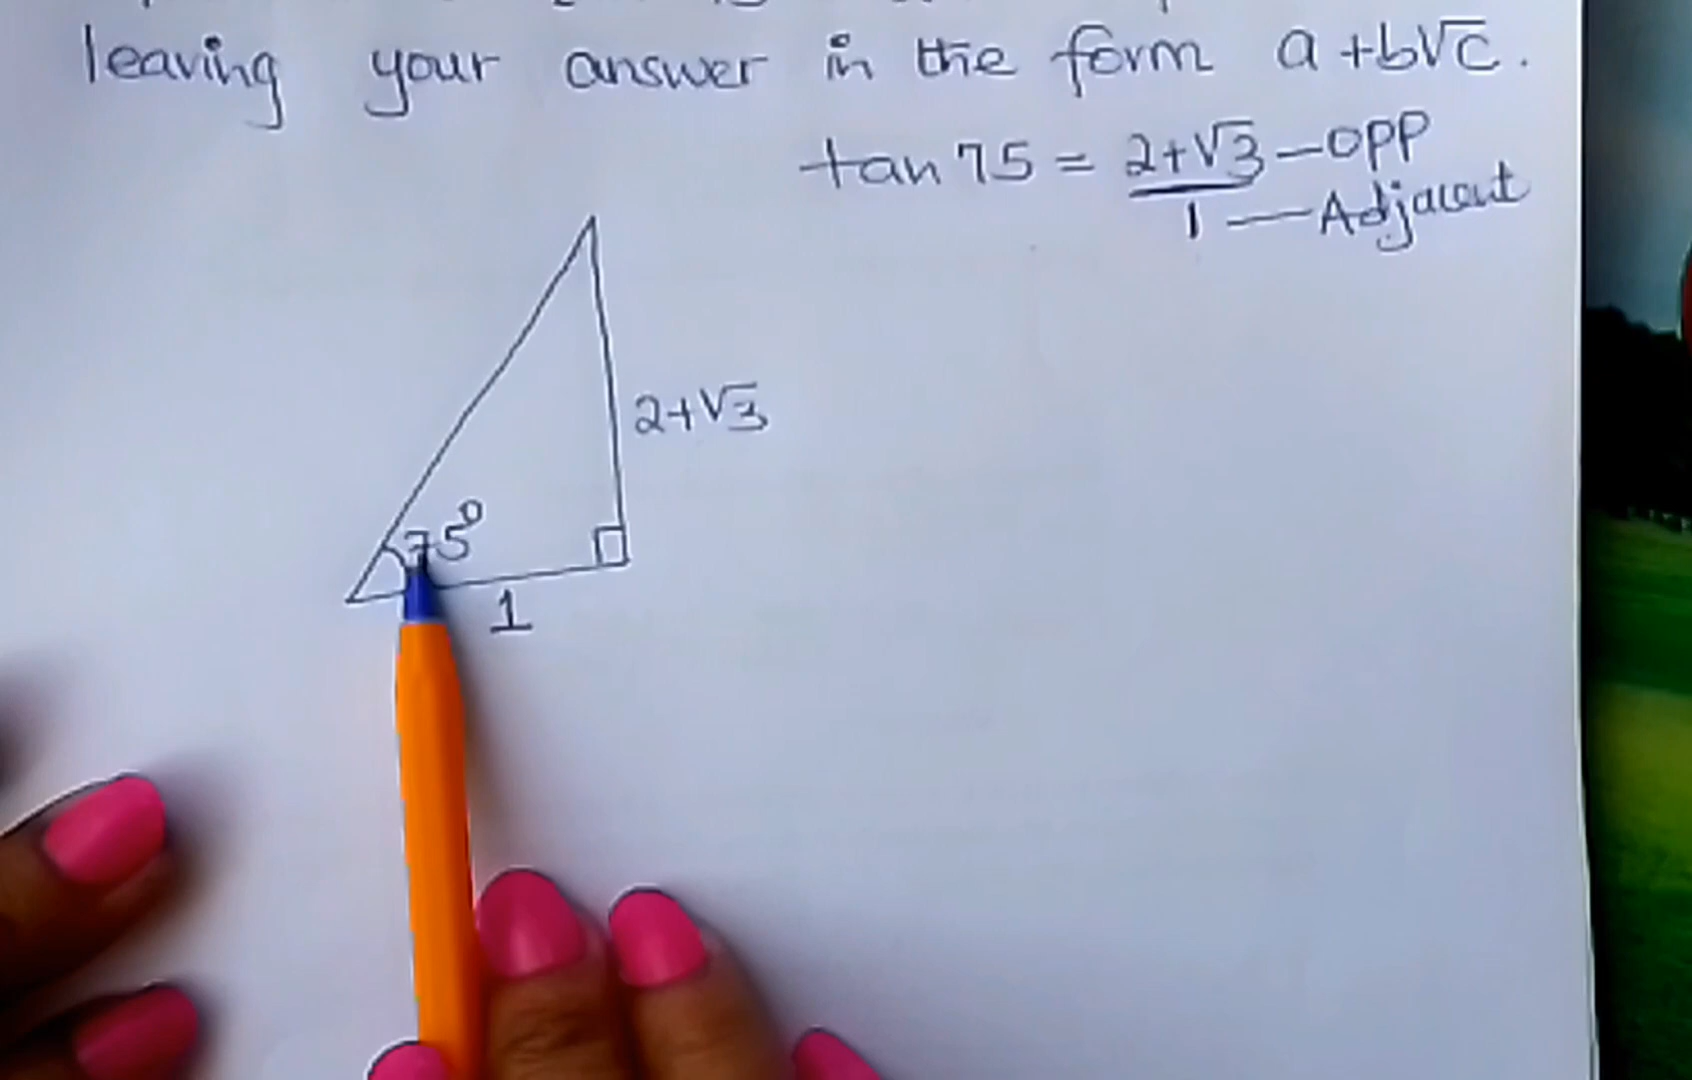 leaving your answer in the form a+b√c.
tan 75 = 2+√3 — OPP
1 — Adjacent
2+√3
75°
1